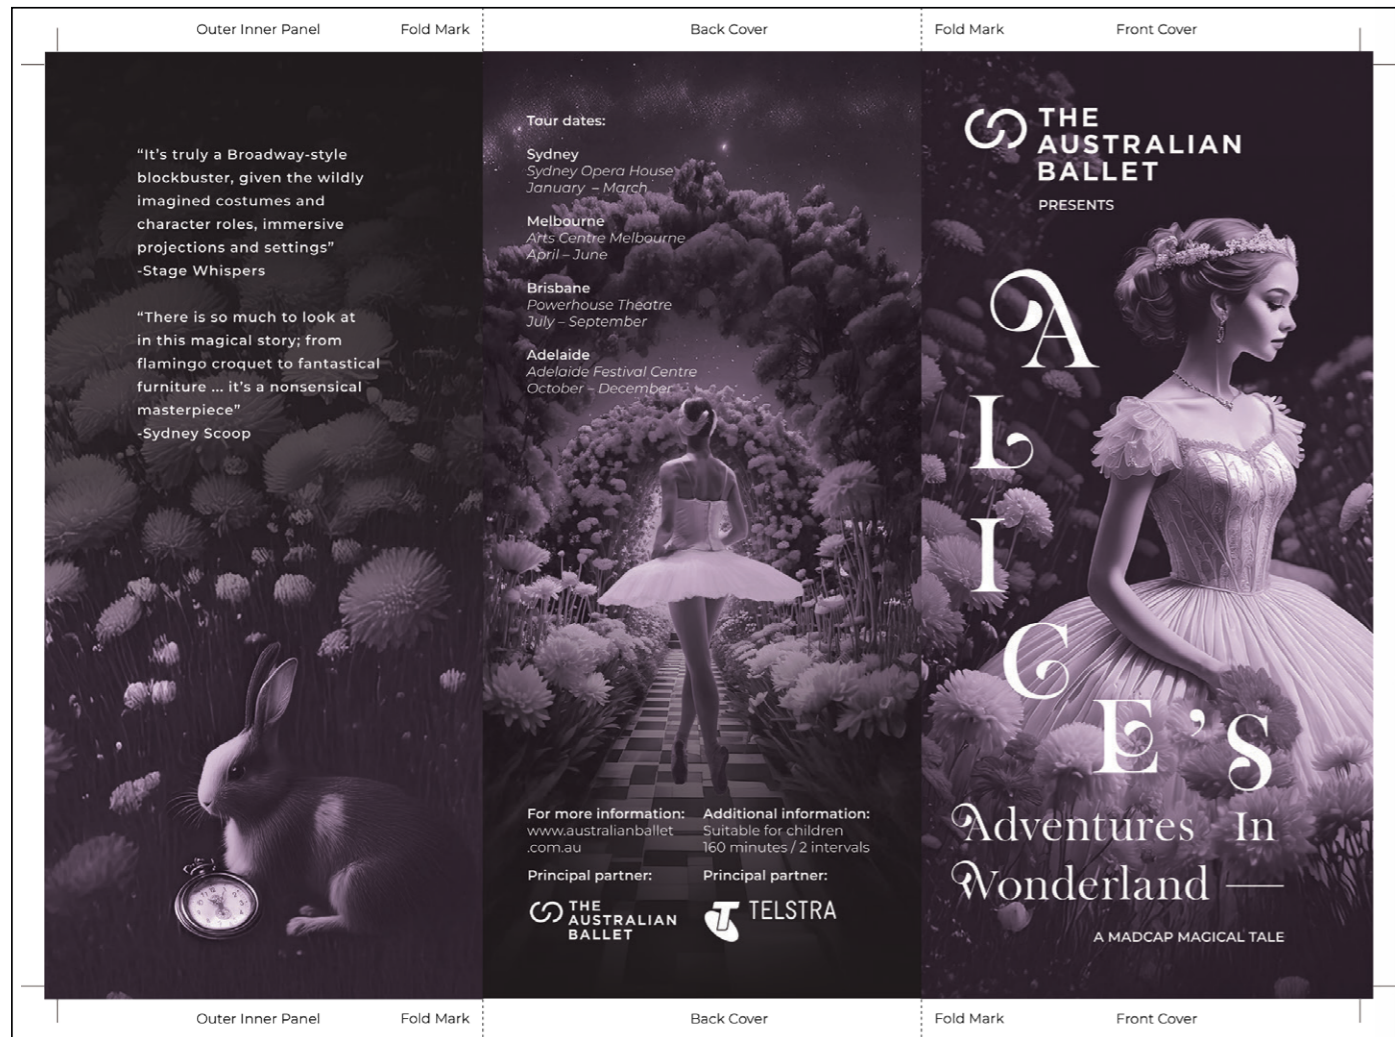 Outer Inner Panel
Fold Mark
Back Cover
Fold Mark
Front Cover
“It’s truly a Broadway-style
blockbuster, given the wildly
imagined costumes and
character roles, immersive
projections and settings”
-Stage Whispers
“There is so much to look at
in this magical story; from
flamingo croquet to fantastical
furniture ... it’s a nonsensical
masterpiece”
-Sydney Scoop
Tour dates:
Sydney
Sydney Opera House
January – March
Melbourne
Arts Centre Melbourne
April – June
Brisbane
Powerhouse Theatre
July – September
Adelaide
Adelaide Festival Centre
October – December
For more information:
www.australianballet
.com.au
Additional information:
Suitable for children
160 minutes / 2 intervals
Principal partner:
THE
AUSTRALIAN
BALLET
Principal partner:
TELSTRA
THE
AUSTRALIAN
BALLET
PRESENTS
A
L
I
C
E’S
Adventures In
Wonderland —
A MADCAP MAGICAL TALE
Outer Inner Panel
Fold Mark
Back Cover
Fold Mark
Front Cover